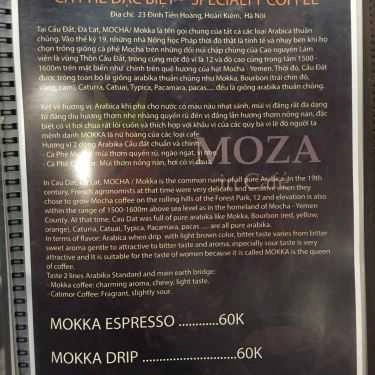 CÀ PHÊ ĐẶC BIỆT SPECIALTY COFFEE
Địa chỉ: 23 Đinh Tiên Hoàng, Hoàn Kiếm, Hà Nội
Tại Cầu Đất, Đà Lạt, MOCHA/ Mokka là tên gọi chung của tất cả các loại Arabica thuần
chủng. Vào thế kỷ 19, những nhà Nông học Pháp thời đó thật là tinh tế và nhạy bén khi họ
chọn trồng giống cà phê Mocha trên những đồi núi chập chùng của Cao nguyên Lâm
viên là vùng Thôn Cầu Đất, trong cùng một độ vĩ là 12 và độ cao cùng trong tầm 1500 -
1600m trên mặt biển như chính trên quê hương của hạt Mocha - Yemen. Thời đó, Cầu Đất
được trồng toàn bộ là giống arabika thuần chủng như Mokka, Bourbon (trái chín đỏ,
vàng, cam), Caturra, Catuai, Typica, Pacamara, pacas..... đều là giống arabika thuần chủng.
Xét về hương vị: Arabica khi pha cho nước có màu nâu nhạt sánh, mùi vị đắng rất đa dạng
từ đắng dịu hương thơm nhẹ nhàng quyến rũ đến vị đắng lẫn hương thơm nồng nàn, đặc
biệt có vị hơi chua rất lôi cuốn và thích hợp với khẩu vị của các quý bà vì lẽ đó người ta
mệnh danh MOKKA là nữ hoàng của các loại cafe.
Hương vị 2 dòng Arabika Cầu đất chuẩn và chính
- Cà Phê Mo mùi thơm quyến rũ, ngào ngạt, vị nh
- Cà Phê Cat r: Mùi thơm nồng nàn, hơi có vị chua
MOZA
In Cau Dat, Da Lat, MOCHA / Mokka is the common name of all pure Arabica. In the 19th
century, French agronomists at that time were very delicate and sensitive when they
chose to grow Mocha coffee on the rolling hills of the Forest Park, 12 and elevation is also
within the range of 1500-1600m above sea level as in the homeland of Mocha - Yemen
County. At that time, Cau Dat was full of pure arabika like Mokka, Bourbon (red, yellow,
orange), Caturra, Catuai, Typica, Pacamara, pacas ..... are all pure arabika.
In terms of flavor: Arabica when drip with light brown color, bitter taste varies from bitter
sweet aroma gentle to attractive to bitter taste and aroma, especially sour taste is very
attractive and it is suitable for the taste of women because it is called MOKKA is the queen
of coffee.
Taste 2 lines Arabika Standard and main earth bridge:
- Mokka coffee: charming aroma, chewy, light taste.
- Catimor Coffee: Fragrant, slightly sour.
MOKKA ESPRESSO ............60K
MOKKA DRIP .........................60K